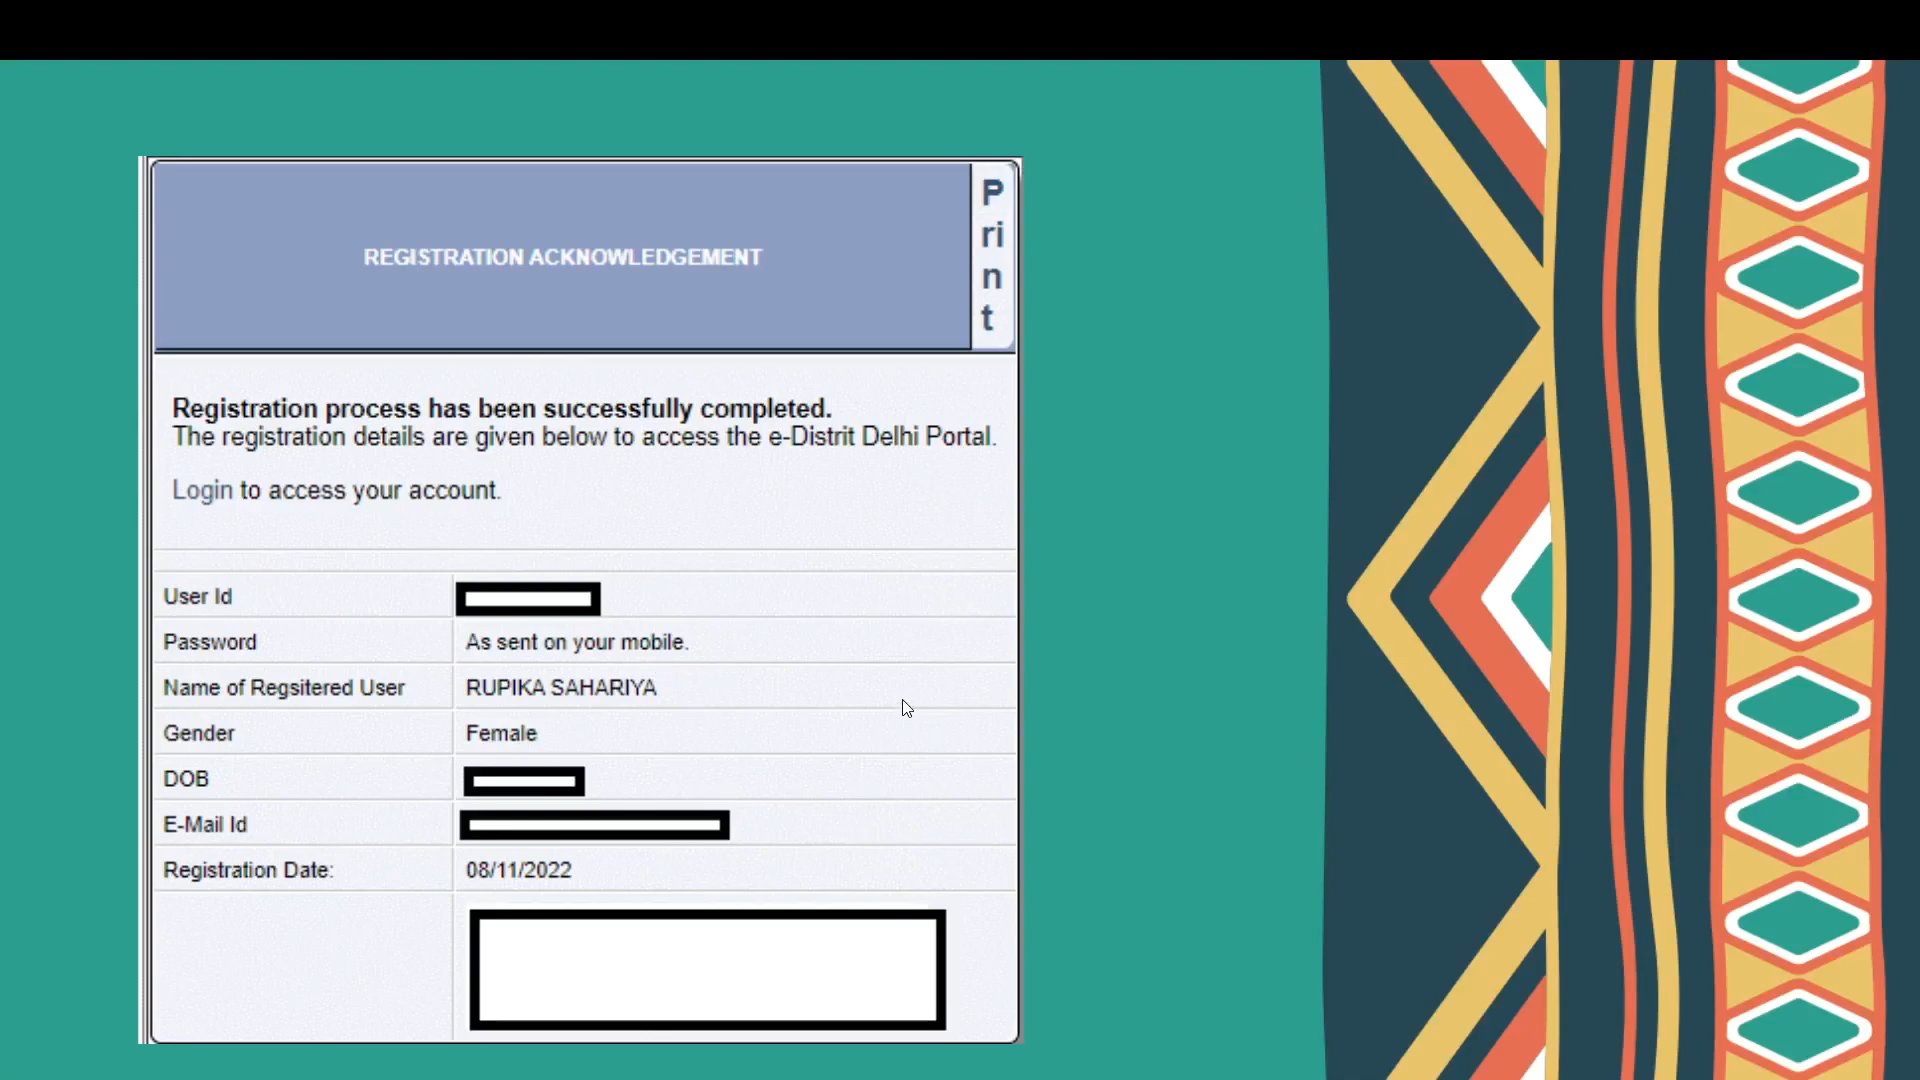 REGISTRATION ACKNOWLEDGEMENT
Print
Registration process has been successfully completed.
The registration details are given below to access the e-Distrit Delhi Portal.
Login to access your account.
User Id
Password As sent on your mobile.
Name of Regsitered User RUPIKA SAHARIYA
Gender Female
DOB
E-Mail Id
Registration Date: 08/11/2022